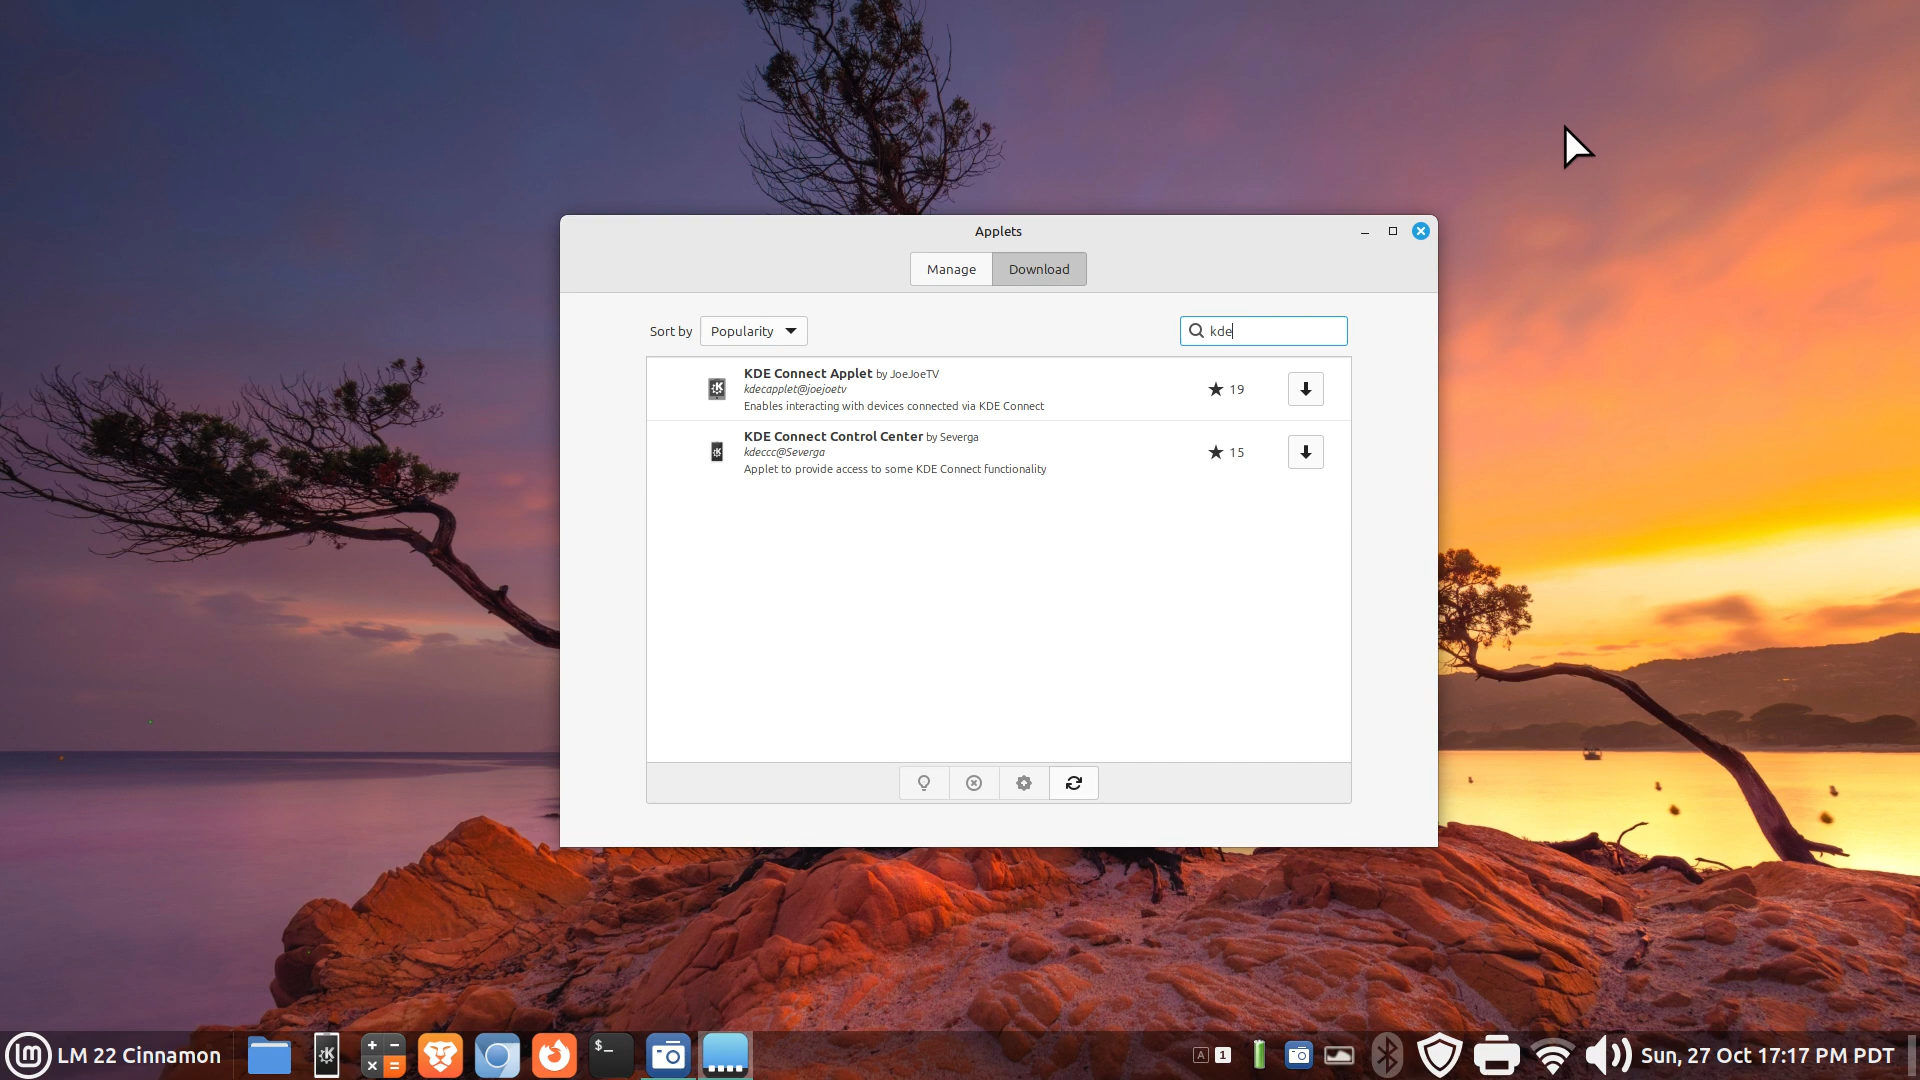 Applets
Manage Download
Sort by Popularity kde
KDE Connect Applet by JoeJoeTV
kdecapplet@joejoetv
Enables interacting with devices connected via KDE Connect
19
KDE Connect Control Center by Severga
kdeccc@Severga
Applet to provide access to some KDE Connect functionality
15
LM 22 Cinnamon $_ A 1 Sun, 27 Oct 17:17 PM PDT